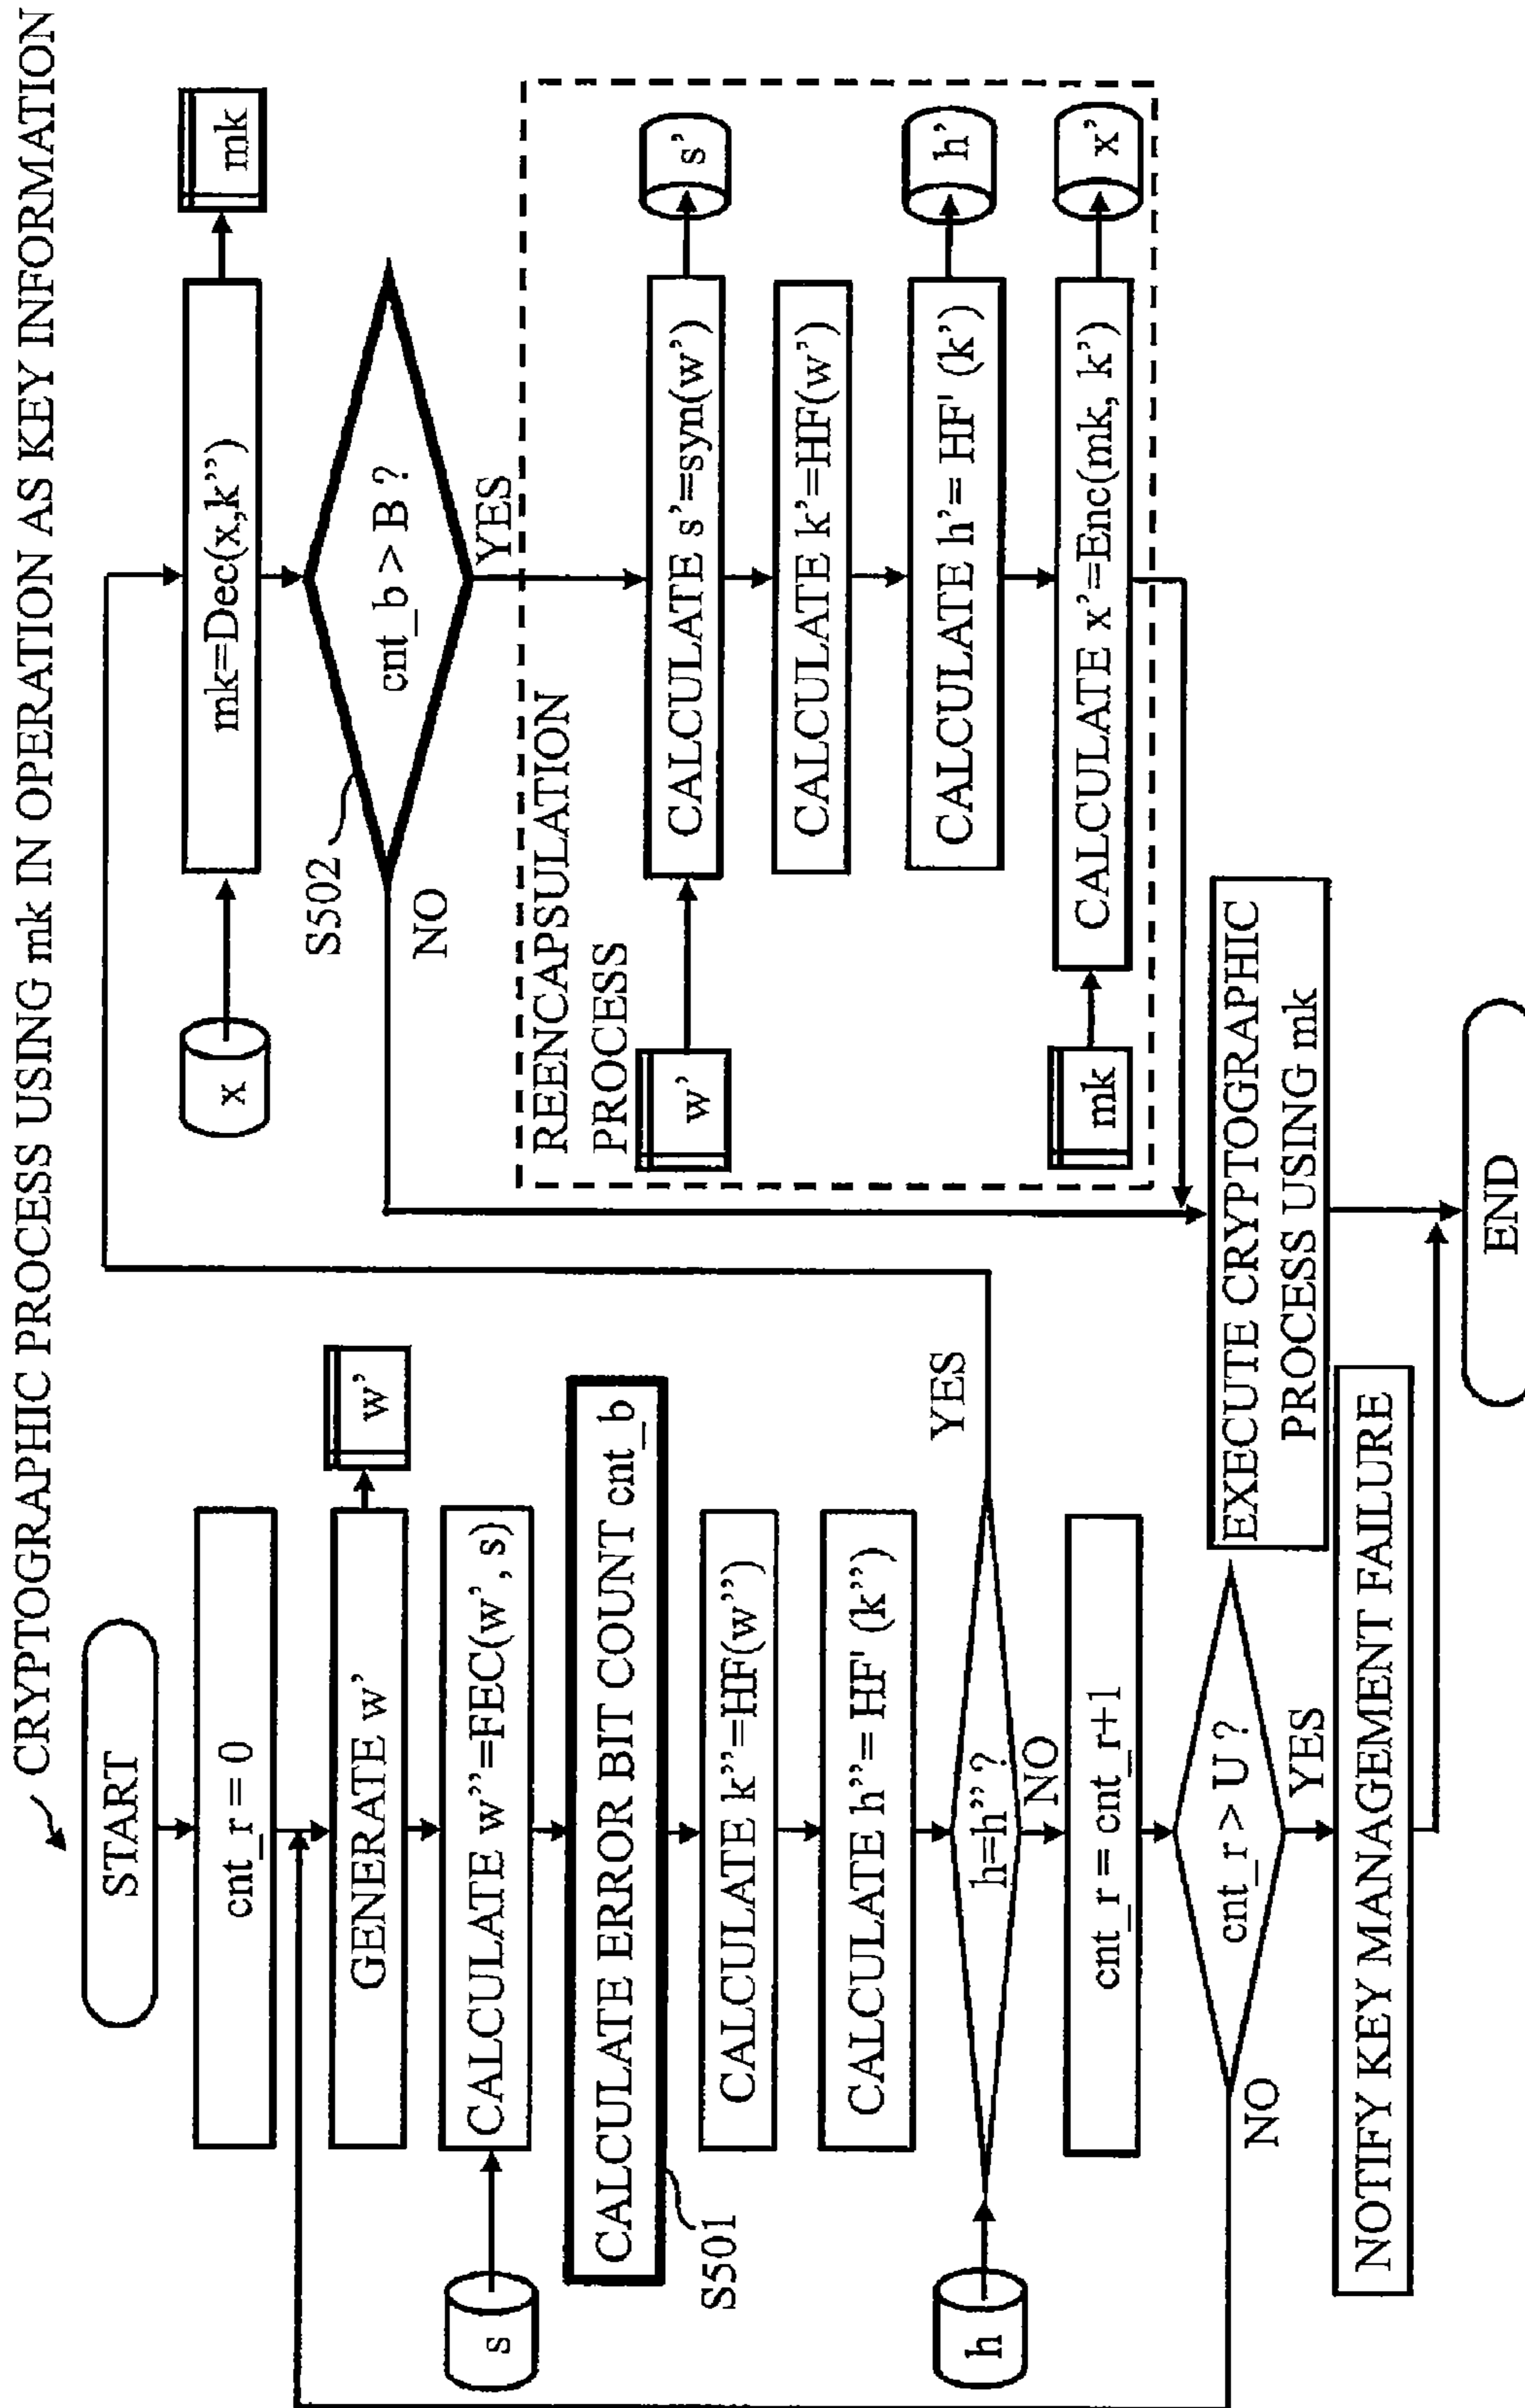 CRYPTOGRAPHIC PROCESS USING mk IN OPERATION AS KEY INFORMATION
START
cnt_r = 0
GENERATE w'
w'
s
CALCULATE w''=FEC(w', s)
CALCULATE ERROR BIT COUNT cnt_b
S501
CALCULATE k''=HF(w'')
CALCULATE h''= HF' (k'')
h
h=h'' ?
YES
NO
cnt_r = cnt_r+1
cnt_r > U ?
NO
YES
NOTIFY KEY MANAGEMENT FAILURE
x
mk=Dec(x,k'')
mk
S502
cnt_b > B ?
NO
YES
REENCAPSULATION
PROCESS
w'
CALCULATE s'=syn(w')
s'
CALCULATE k'=HF(w')
CALCULATE h'= HF' (k')
h'
mk
CALCULATE x'=Enc(mk, k')
x'
EXECUTE CRYPTOGRAPHIC
PROCESS USING mk
END